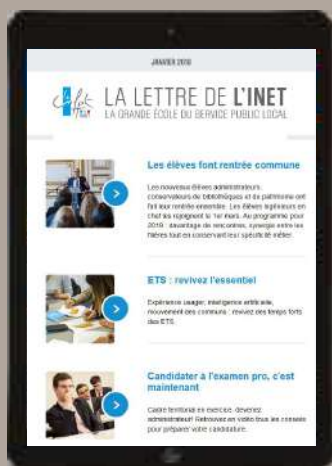 JANVIER 2019
LA LETTRE DE L'INET
LA GRANDE ÉCOLE DU SERVICE PUBLIC LOCAL
Les élèves font rentrée commune
Les nouveaux élèves administrateurs,
conservateurs de bibliothèques et de patrimoine ont
fait leur rentrée ensemble. Les élèves ingénieurs en
chef les rejoignent le 1er mars. Au programme pour
2019 : davantage de rencontres, synergie entre les
filières tout en conservant leur spécificité métier.
ETS : revivez l'essentiel
Expérience usager, intelligence artificielle,
mouvement des communs : revivez des temps forts
des ETS.
Candidater à l'examen pro, c'est
maintenant
Cadre territorial en exercice, devenez
administrateur! Retrouvez en vidéo tous les conseils
pour préparer votre candidature.